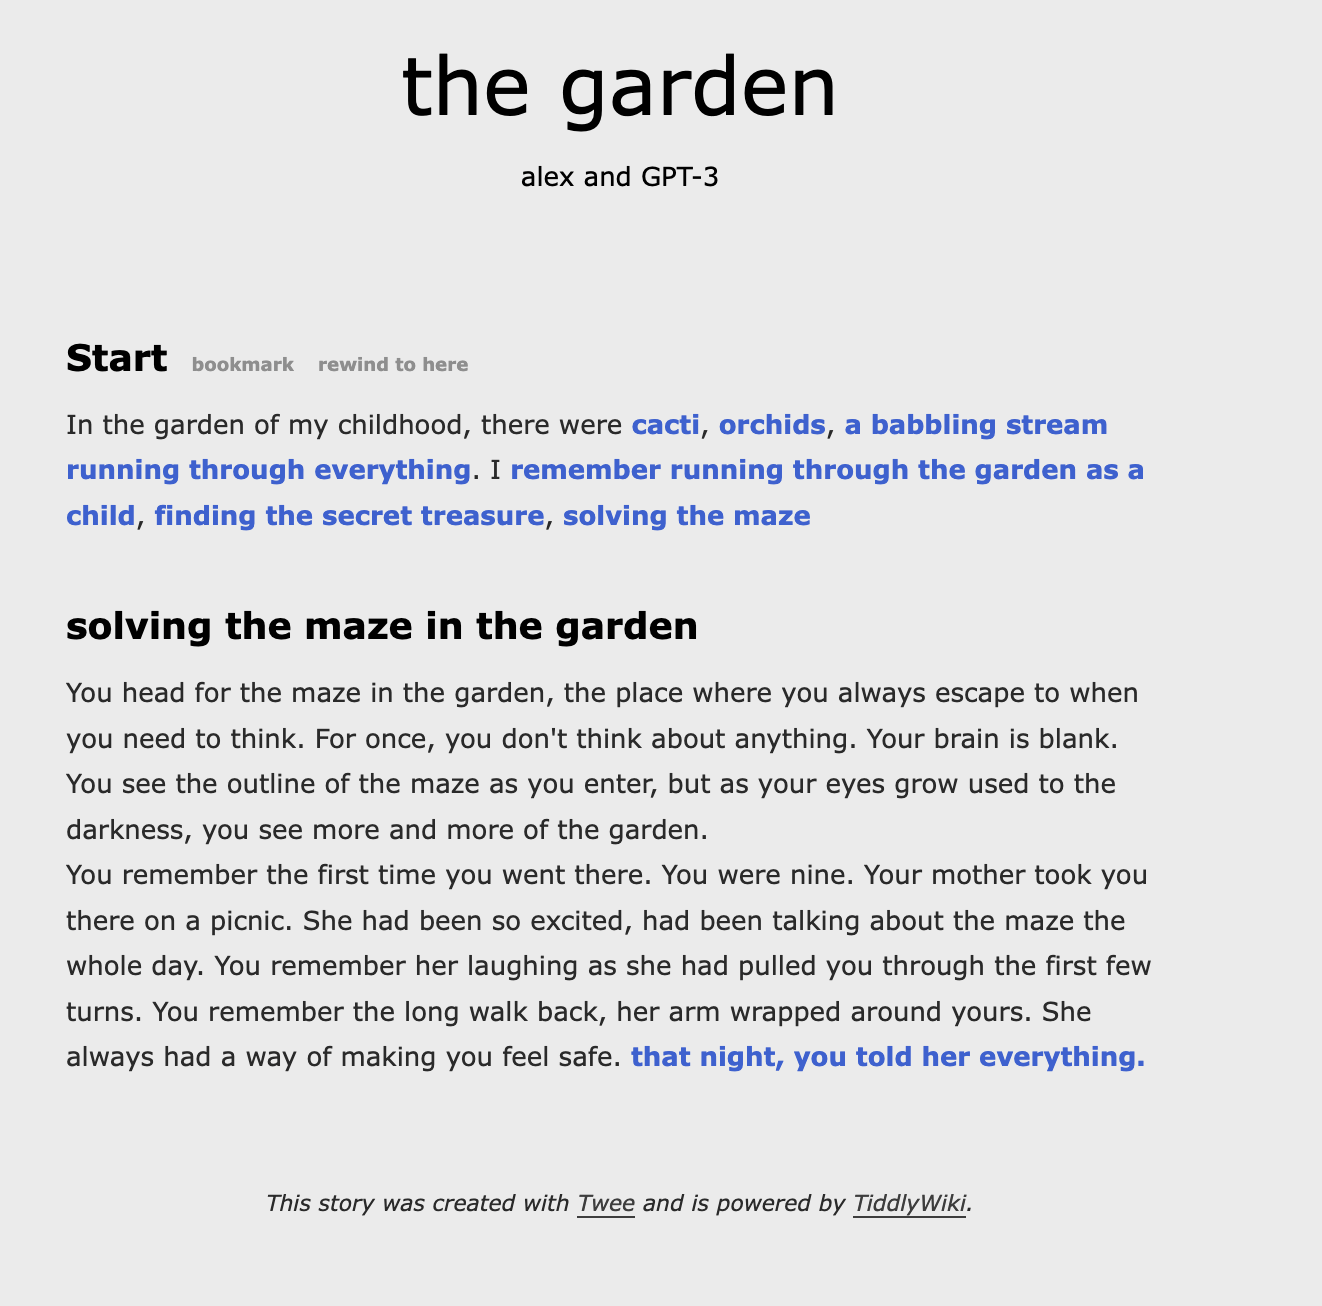 the garden
alex and GPT-3
Start bookmark rewind to here
In the garden of my childhood, there were cacti, orchids, a babbling stream
running through everything. I remember running through the garden as a
child, finding the secret treasure, solving the maze
solving the maze in the garden
You head for the maze in the garden, the place where you always escape to when
you need to think. For once, you don't think about anything. Your brain is blank.
You see the outline of the maze as you enter, but as your eyes grow used to the
darkness, you see more and more of the garden.
You remember the first time you went there. You were nine. Your mother took you
there on a picnic. She had been so excited, had been talking about the maze the
whole day. You remember her laughing as she had pulled you through the first few
turns. You remember the long walk back, her arm wrapped around yours. She
always had a way of making you feel safe. that night, you told her everything.
This story was created with Twee and is powered by TiddlyWiki.